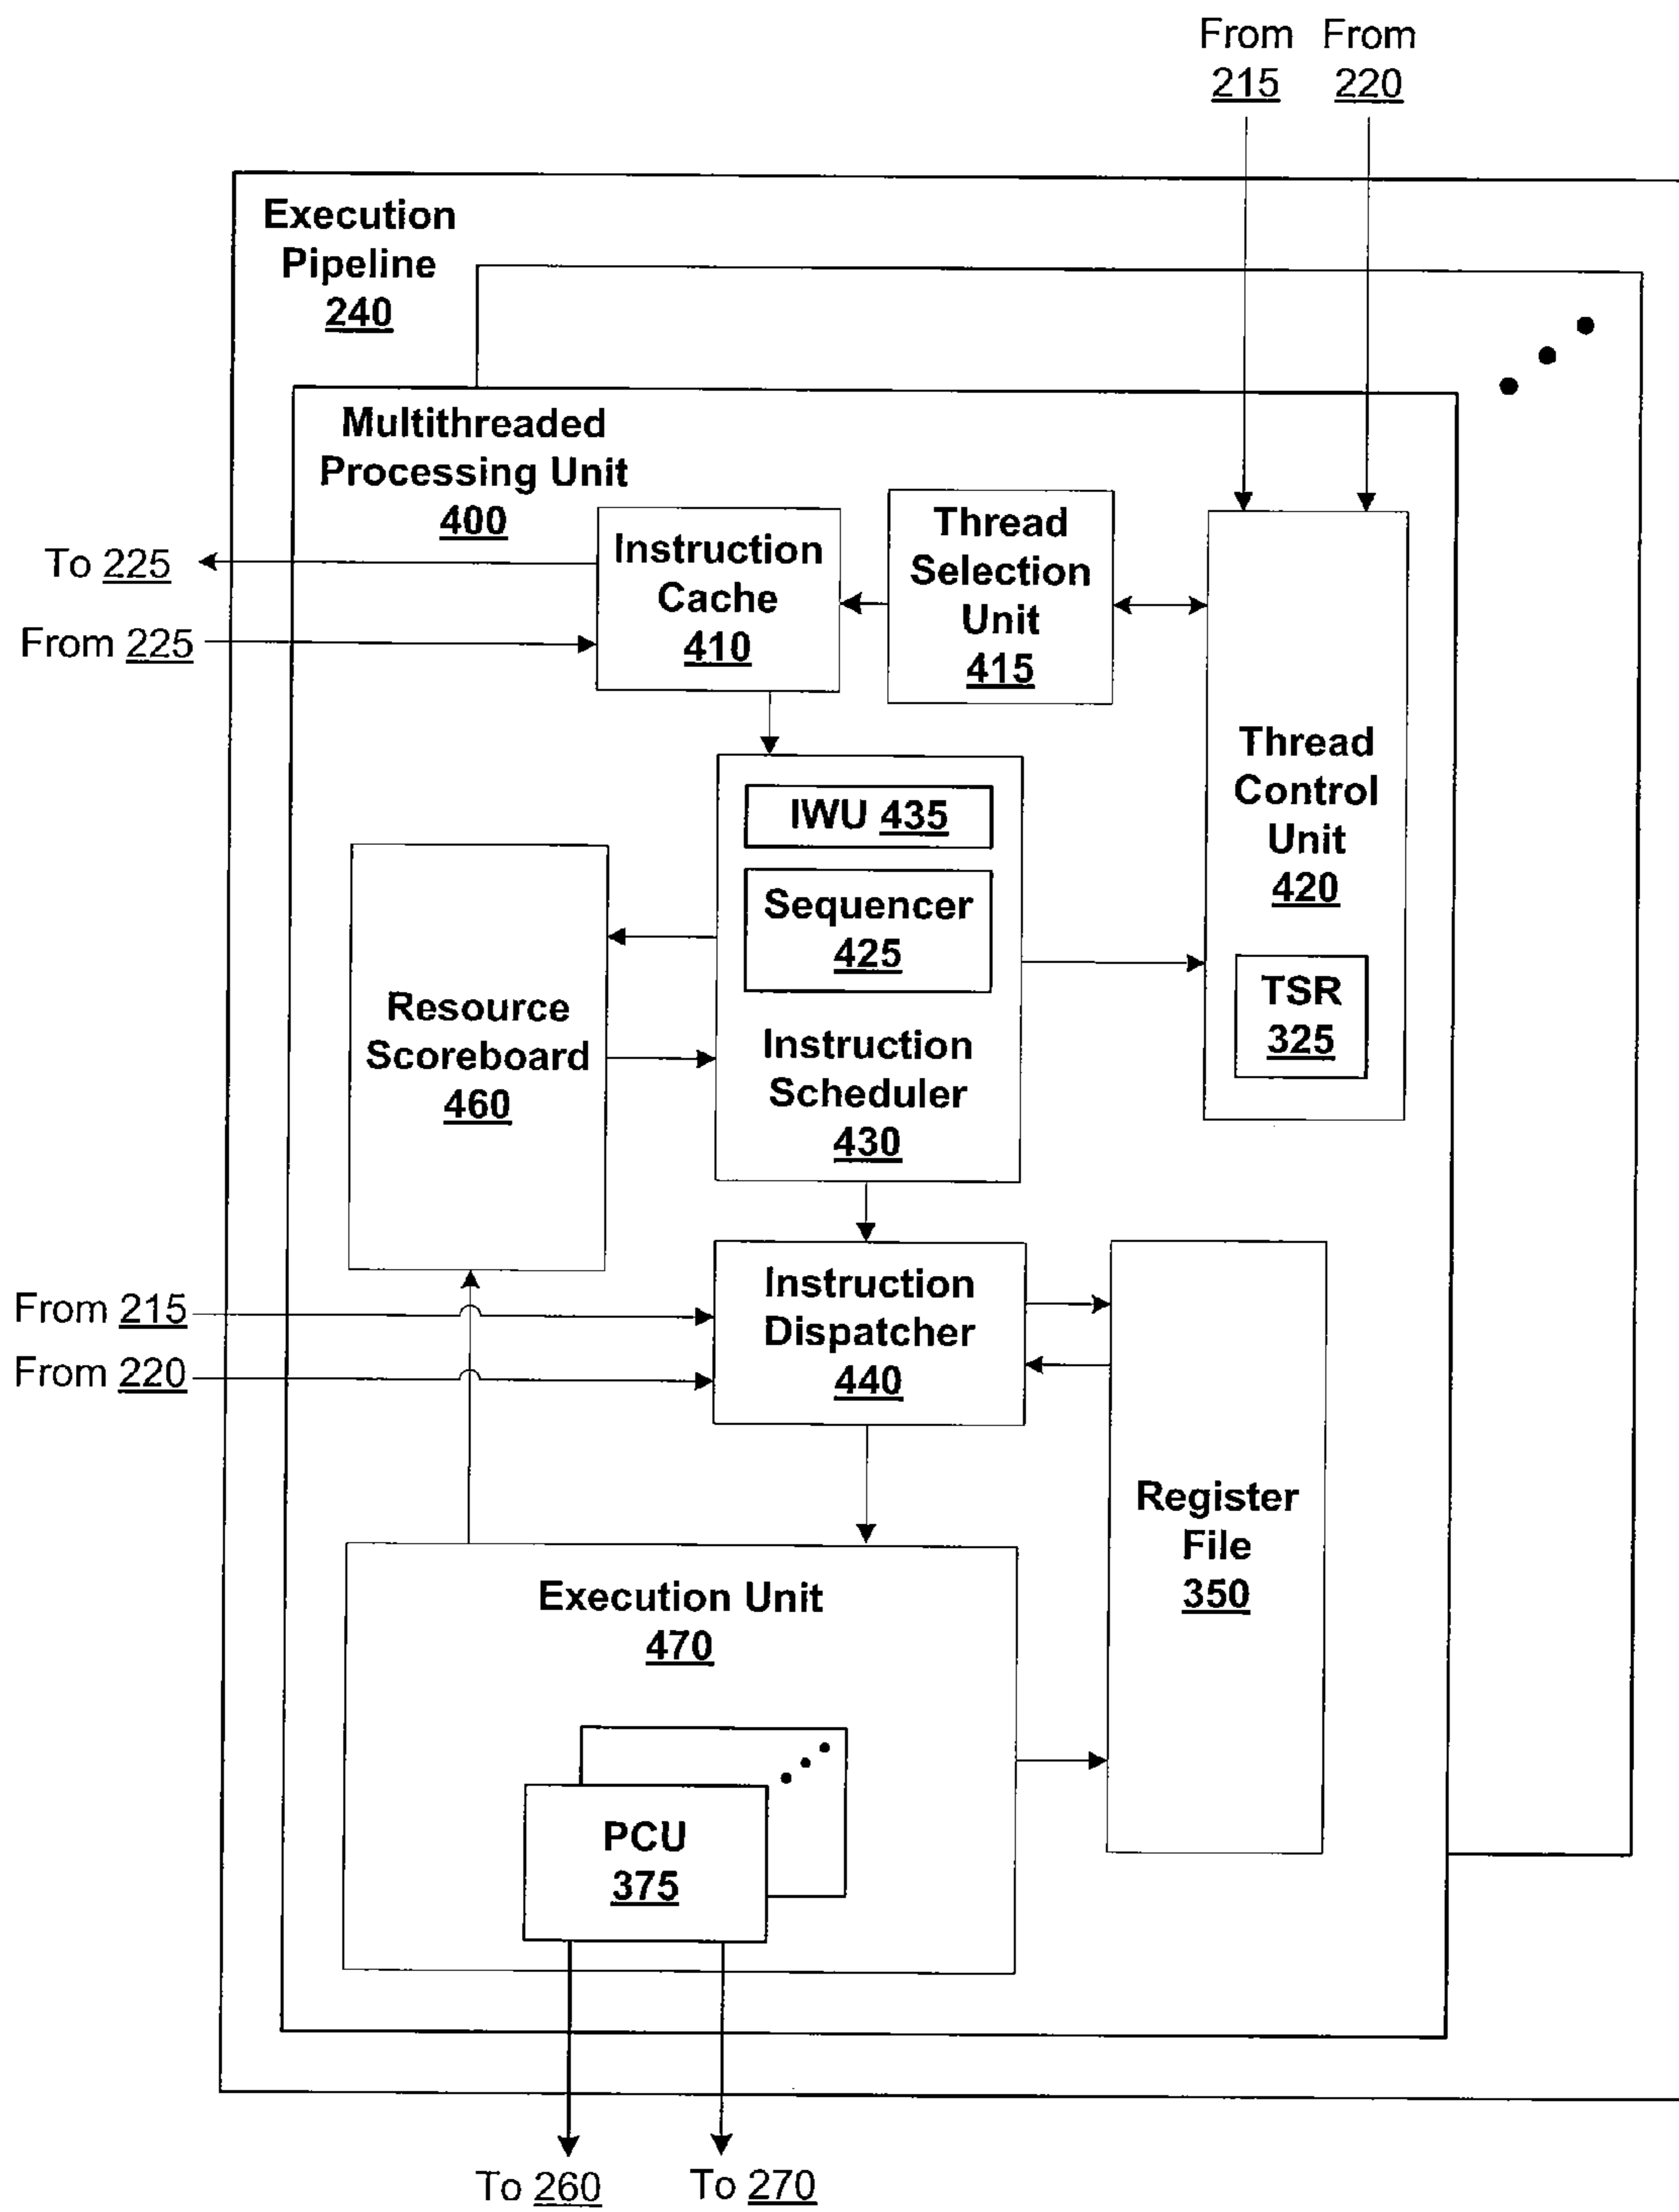 From From
215 220
Execution
Pipeline
240
Multithreaded
Processing Unit
400
To 225
From 225
Instruction
Cache
410
Thread
Selection
Unit
415
Thread
Control
Unit
420
TSR
325
IWU 435
Sequencer
425
Instruction
Scheduler
430
Resource
Scoreboard
460
From 215
From 220
Instruction
Dispatcher
440
Register
File
350
Execution Unit
470
PCU
375
To 260 To 270